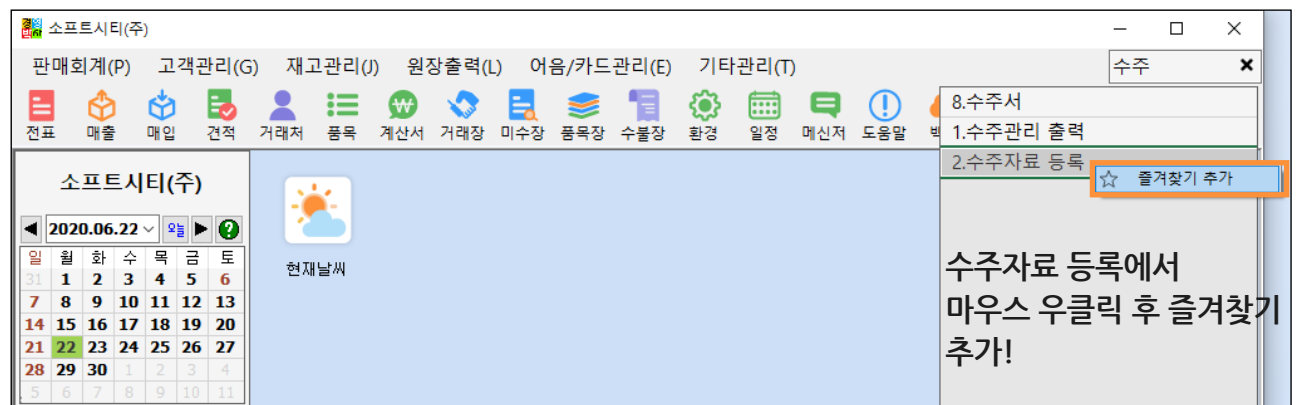 소프트시티(주)
판매회계(P) 고객관리(G) 재고관리(J) 원장출력(L) 어음/카드관리(E) 기타관리(T) 수주
전표 매출 매입 견적 거래처 품목 계산서 거래장 미수장 품목장 수불장 환경 일정 메신저 도움말
8.수주서
1.수주관리 출력
2.수주자료 등록
즐겨찾기 추가
소프트시티(주)
2020.06.22 오늘
일 월 화 수 목 금 토
31 1 2 3 4 5 6
7 8 9 10 11 12 13
14 15 16 17 18 19 20
21 22 23 24 25 26 27
28 29 30 1 2 3 4
5 6 7 8 9 10 11
현재날씨
수주자료 등록에서
마우스 우클릭 후 즐겨찾기
추가!